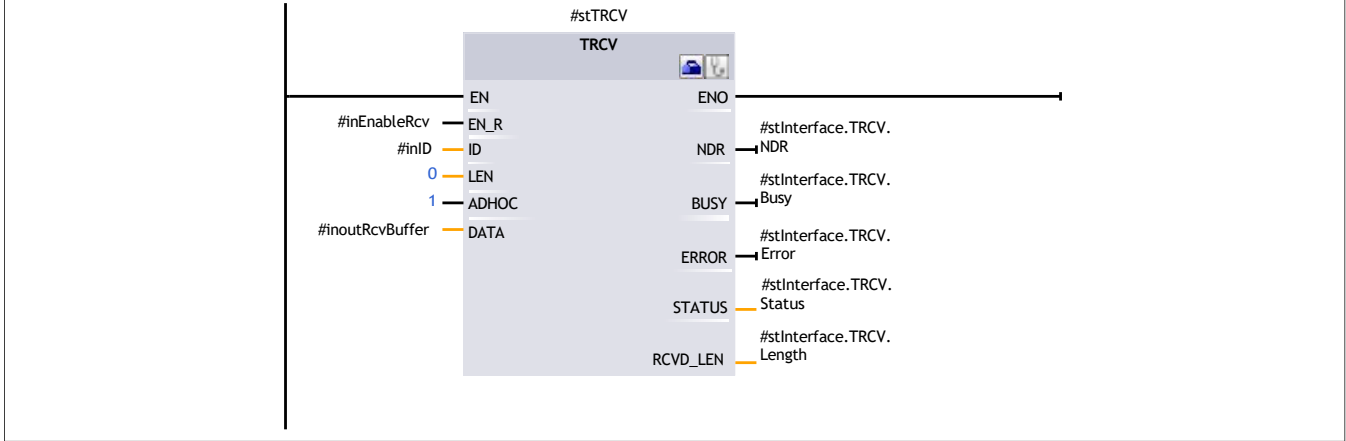 #stTRCV
TRCV
EN ENO
#inEnableRcv EN_R
#stInterface.TRCV.
#inID ID NDR NDR
0 LEN
#stInterface.TRCV.
1 ADHOC BUSY Busy
#inoutRcvBuffer DATA
#stInterface.TRCV.
ERROR Error
#stInterface.TRCV.
STATUS Status
#stInterface.TRCV.
RCVD_LEN Length